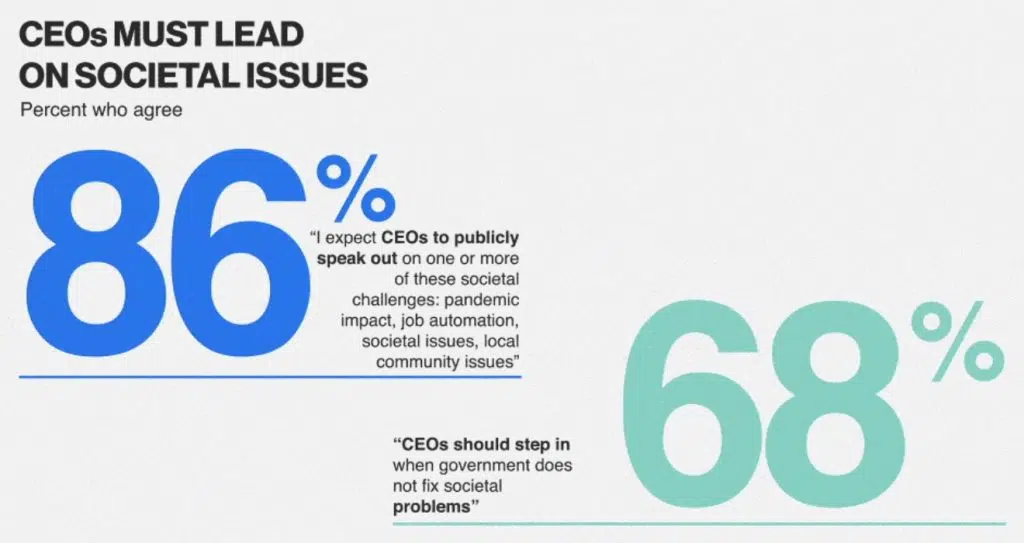 CEOs MUST LEAD
ON SOCIETAL ISSUES
Percent who agree
86%
“I expect CEOs to publicly
speak out on one or more
of these societal
challenges: pandemic
impact, job automation,
societal issues, local
community issues”
68%
“CEOs should step in
when government does
not fix societal
problems”